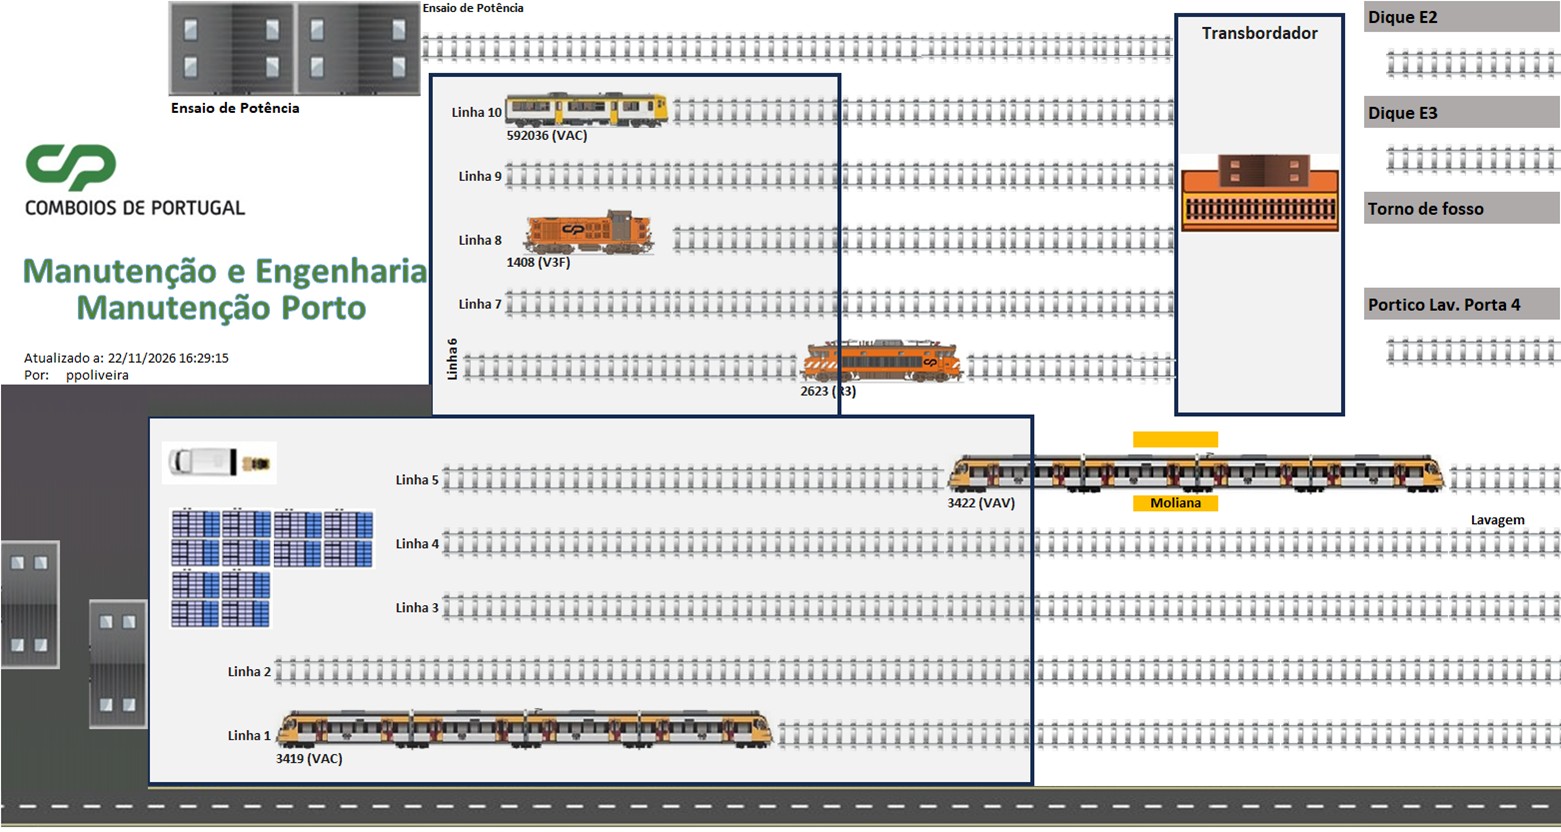 Ensaio de Potência
Ensaio de Potência
Transbordador
Dique E2
Dique E3
Torno de fosso
Portico Lav. Porta 4
CP
COMBOIOS DE PORTUGAL
Manutenção e Engenharia
Manutenção Porto
Atualizado a: 22/11/2026 16:29:15
Por: ppoliveira
Linha 10
592036 (VAC)
Linha 9
Linha 8
1408 (V3F)
Linha 7
Linha 6
2623 (R3)
Linha 5
3422 (VAV)
Moliana
Lavagem
Linha 4
Linha 3
Linha 2
Linha 1
3419 (VAC)